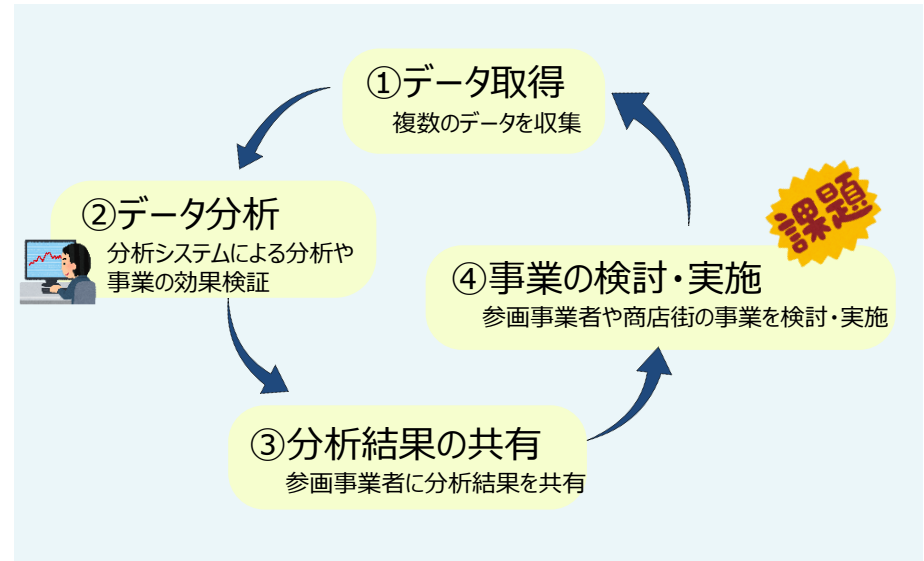 ①データ取得
複数のデータを収集
課題
②データ分析
分析システムによる分析や
事業の効果検証
④事業の検討・実施
参画事業者や商店街の事業を検討・実施
③分析結果の共有
参画事業者に分析結果を共有